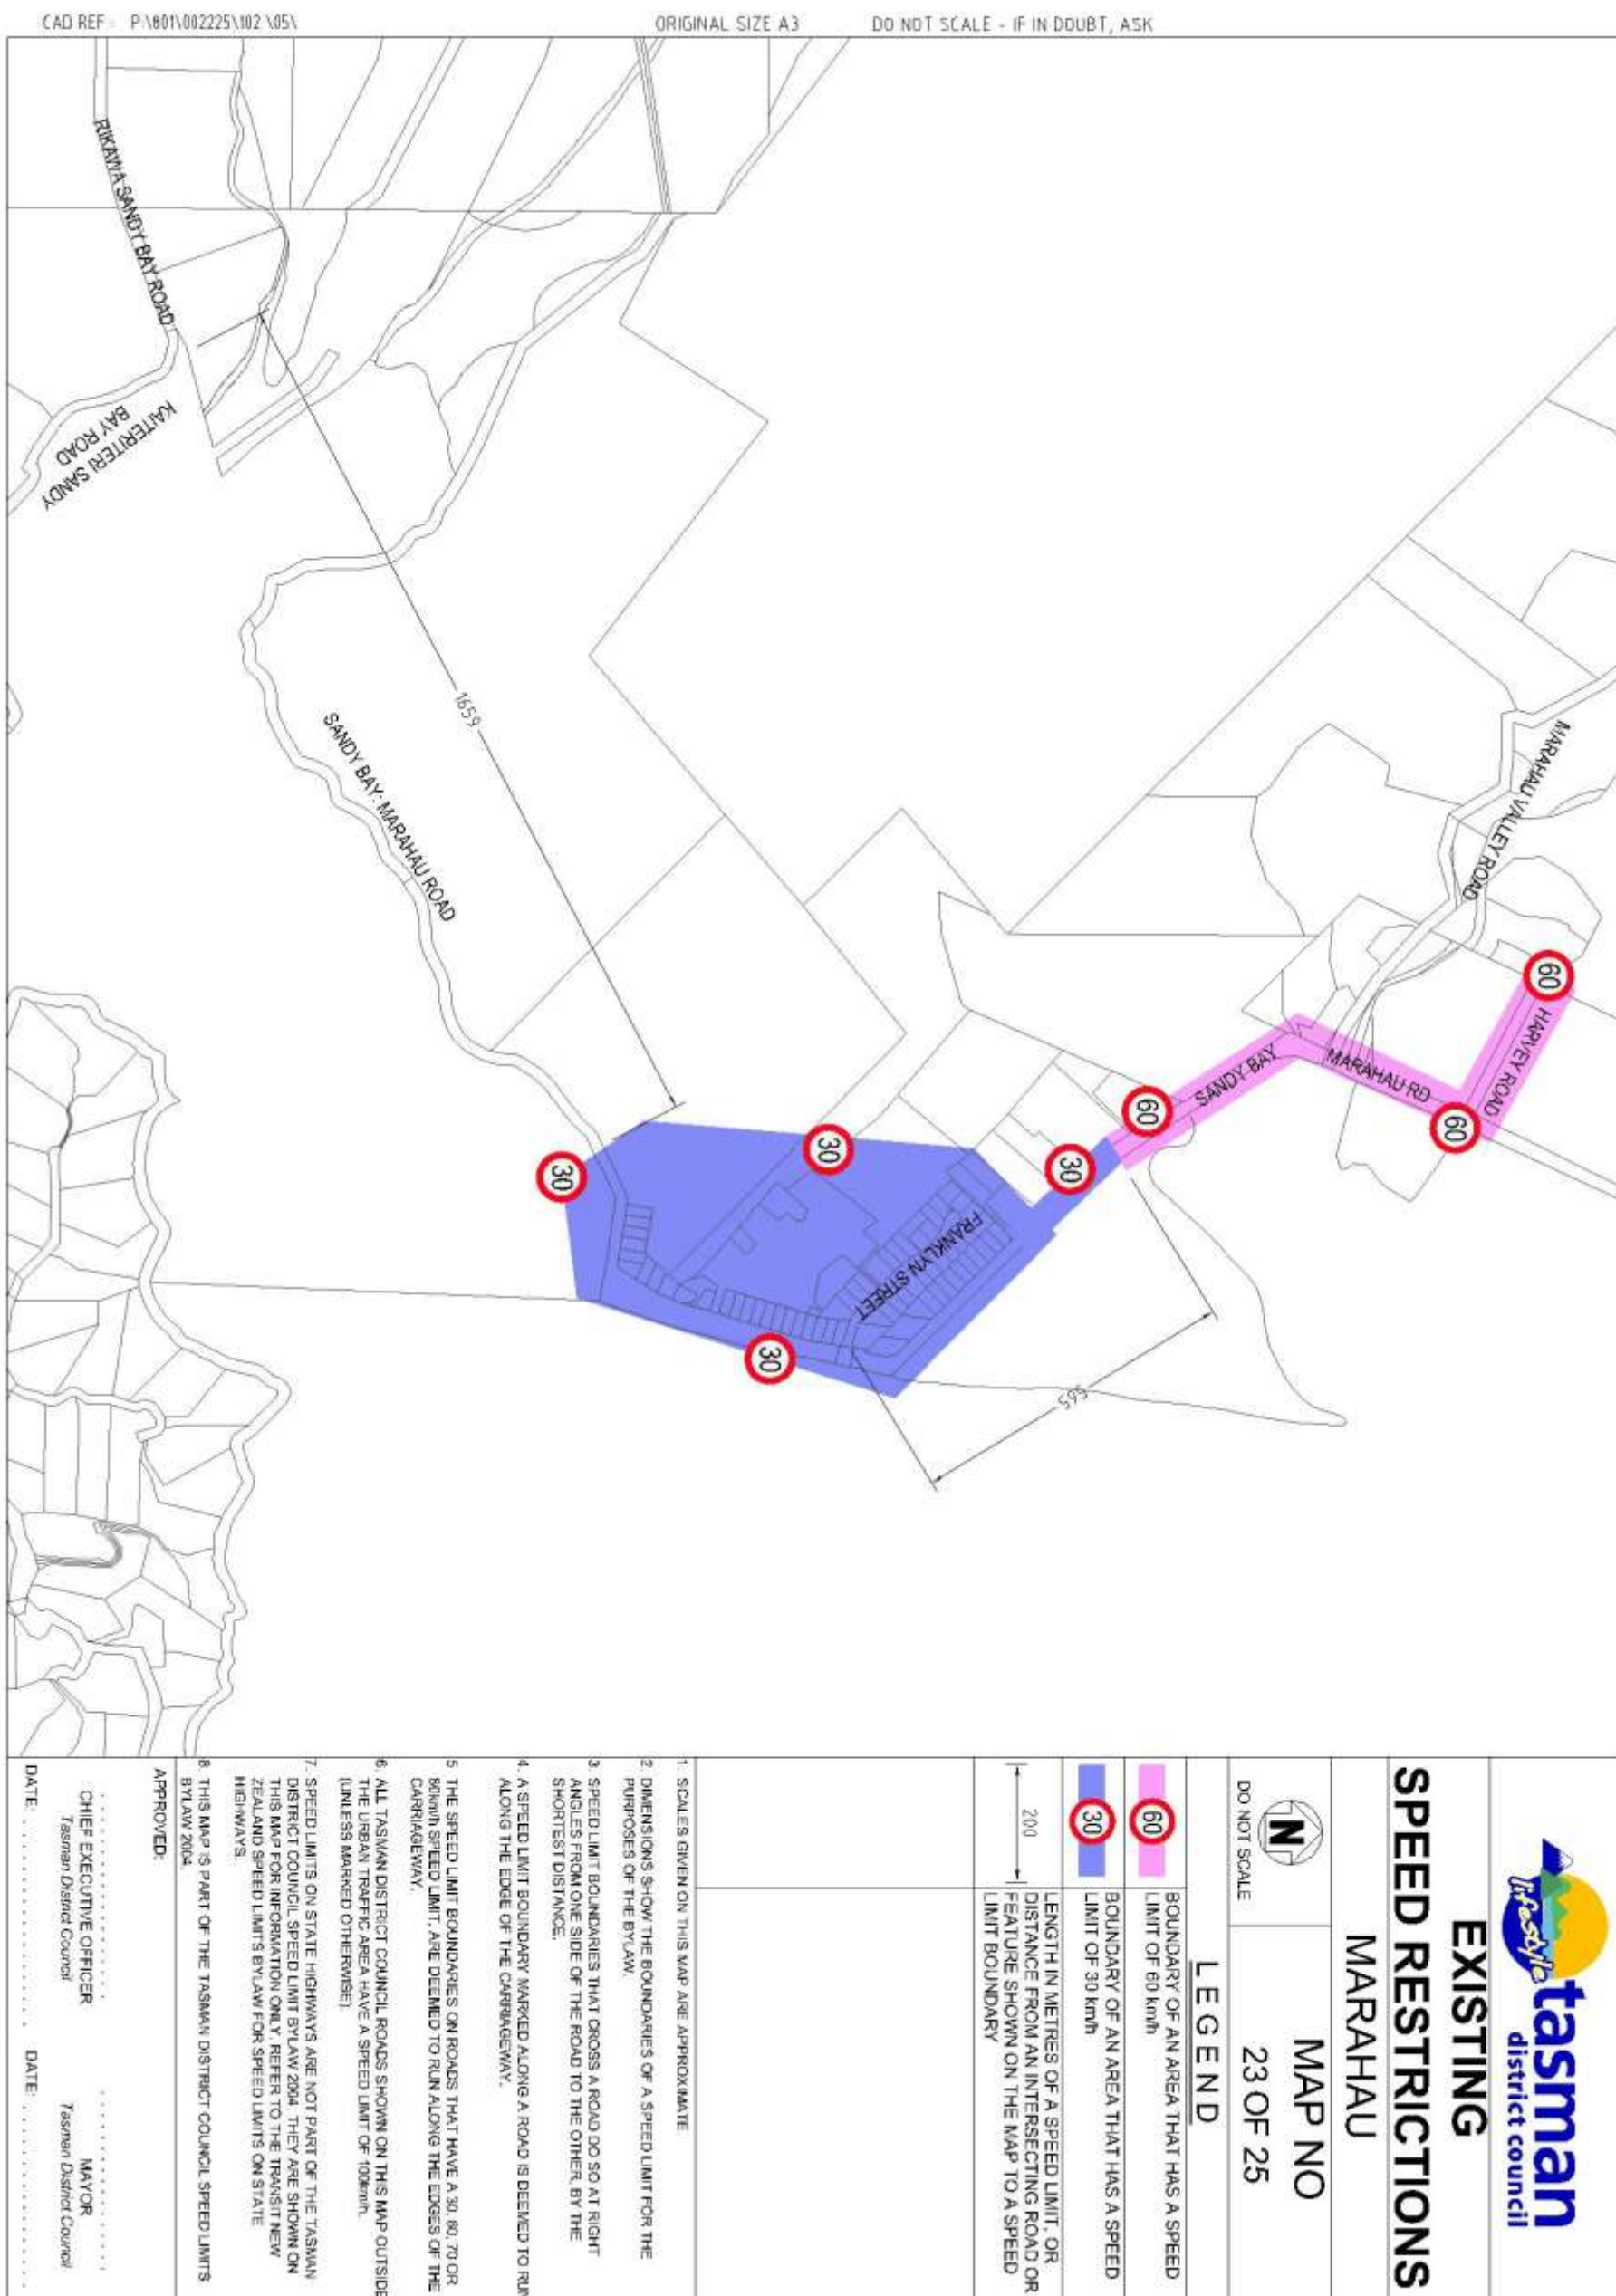 CAD REF : P:\801\002225\102 \05\
ORIGINAL SIZE A3
DO NOT SCALE - IF IN DOUBT, ASK
RIKAWA SANDY BAY ROAD
KAITERITERI SANDY
BAY ROAD
1659
SANDY BAY: MARAHAU ROAD
MARAHAU VALLEY ROAD
60
HARVEY ROAD
MARAHAU RD
60
SANDY BAY
60
30
30
30
30
FRANKLYN STREET
595
lifestyle
tasman
district council
EXISTING
SPEED RESTRICTIONS
MARAHAU
N
DO NOT SCALE
MAP NO
23 OF 25
LEGEND
60
BOUNDARY OF AN AREA THAT HAS A SPEED
LIMIT OF 60 km/h
30
BOUNDARY OF AN AREA THAT HAS A SPEED
LIMIT OF 30 km/h
200
LENGTH IN METRES OF A SPEED LIMIT, OR
DISTANCE FROM AN INTERSECTING ROAD OR
FEATURE SHOWN ON THE MAP TO A SPEED
LIMIT BOUNDARY
1. SCALES GIVEN ON THIS MAP ARE APPROXIMATE
2. DIMENSIONS SHOW THE BOUNDARIES OF A SPEED LIMIT FOR THE
PURPOSES OF THE BYLAW.
3. SPEED LIMIT BOUNDARIES THAT CROSS A ROAD DO SO AT RIGHT
ANGLES FROM ONE SIDE OF THE ROAD TO THE OTHER, BY THE
SHORTEST DISTANCE.
4. A SPEED LIMIT BOUNDARY MARKED ALONG A ROAD IS DEEMED TO RUN
ALONG THE EDGE OF THE CARRIAGEWAY.
5 THE SPEED LIMIT BOUNDARIES ON ROADS THAT HAVE A 30, 60, 70 OR
80km/h SPEED LIMIT, ARE DEEMED TO RUN ALONG THE EDGES OF THE
CARRIAGEWAY.
6. ALL TASMAN DISTRICT COUNCIL ROADS SHOWN ON THIS MAP OUTSIDE
THE URBAN TRAFFIC AREA HAVE A SPEED LIMIT OF 100km/h.
(UNLESS MARKED OTHERWISE)
7. SPEED LIMITS ON STATE HIGHWAYS ARE NOT PART OF THE TASMAN
DISTRICT COUNCIL SPEED LIMIT BYLAW 2004. THEY ARE SHOWN ON
THIS MAP FOR INFORMATION ONLY. REFER TO THE TRANSIT NEW
ZEALAND SPEED LIMITS BYLAW FOR SPEED LIMITS ON STATE
HIGHWAYS.
8. THIS MAP IS PART OF THE TASMAN DISTRICT COUNCIL SPEED LIMITS
BYLAW 2004.
APPROVED:
CHIEF EXECUTIVE OFFICER
Tasman District Council
MAYOR
Tasman District Council
DATE:
DATE: